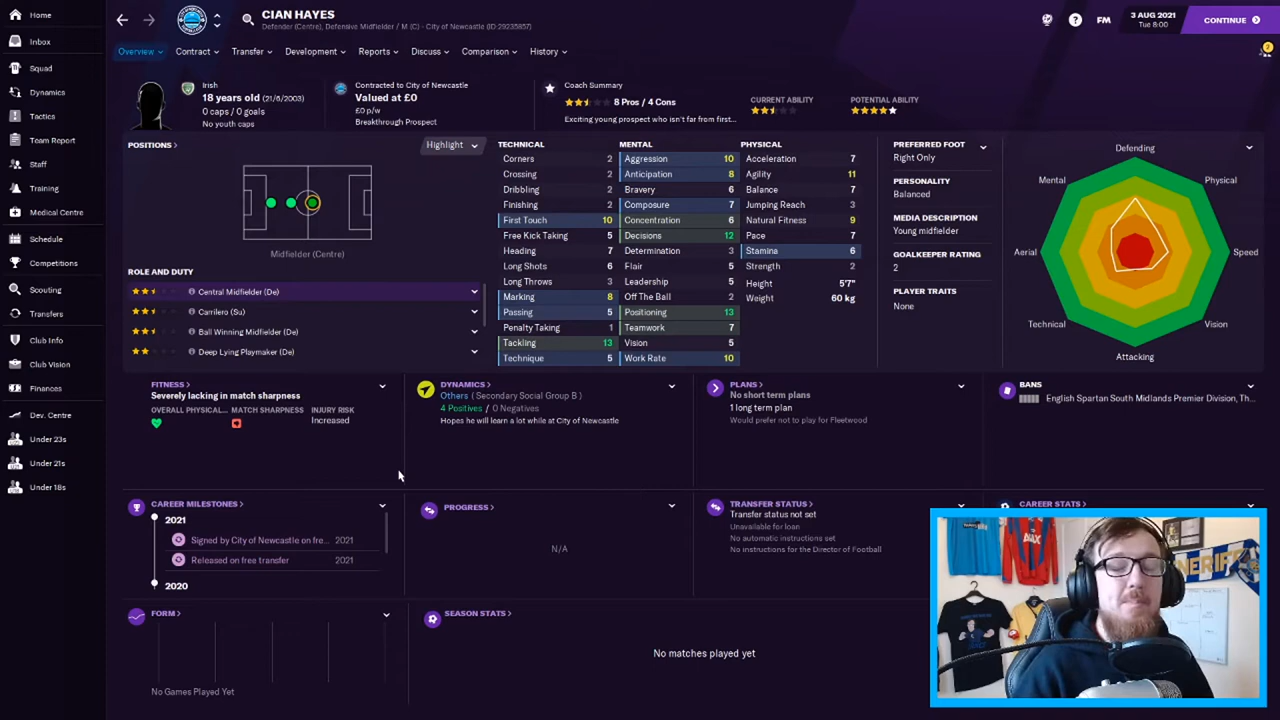 Home
Inbox
Squad
Dynamics
Tactics
Team Report
Staff
Training
Medical Centre
Schedule
Competitions
Scouting
Transfers
Club Info
Club Vision
Finances
Dev. Centre
Under 23s
Under 21s
Under 18s
CIAN HAYES
Defender (Centre), Defensive Midfielder / M (C) - City of Newcastle (ID 29235857)
FM
3 AUG 2021
Tue 8:00
CONTINUE
2
Overview
Contract
Transfer
Development
Reports
Discuss
Comparison
History
Irish
18 years old (21/6/2003)
0 caps / 0 goals
No youth caps
Contracted to City of Newcastle
Valued at £0
£0 p/w
Breakthrough Prospect
Coach Summary
8 Pros / 4 Cons
Exciting young prospect who isn't far from first...
CURRENT ABILITY
POTENTIAL ABILITY
POSITIONS
Highlight
Midfielder (Centre)
ROLE AND DUTY
Central Midfielder (De)
Carrilero (Su)
Ball Winning Midfielder (De)
Deep Lying Playmaker (De)
TECHNICAL
Corners 2
Crossing 2
Dribbling 2
Finishing 2
First Touch 10
Free Kick Taking 5
Heading 7
Long Shots 6
Long Throws 3
Marking 8
Passing 5
Penalty Taking 1
Tackling 13
Technique 5
MENTAL
Aggression 10
Anticipation 8
Bravery 6
Composure 7
Concentration 6
Decisions 12
Determination 3
Flair 5
Leadership 5
Off The Ball 2
Positioning 13
Teamwork 7
Vision 5
Work Rate 10
PHYSICAL
Acceleration 7
Agility 11
Balance 7
Jumping Reach 3
Natural Fitness 9
Pace 7
Stamina 6
Strength 2
Height 5'7"
Weight 60 kg
PREFERRED FOOT
Right Only
PERSONALITY
Balanced
MEDIA DESCRIPTION
Young midfielder
GOALKEEPER RATING
2
PLAYER TRAITS
None
Defending
Mental
Physical
Aerial
Speed
Technical
Vision
Attacking
FITNESS
Severely lacking in match sharpness
OVERALL PHYSICAL...
MATCH SHARPNESS
INJURY RISK
Increased
DYNAMICS
Others ( Secondary Social Group B )
4 Positives / 0 Negatives
Hopes he will learn a lot while at City of Newcastle
PLANS
No short term plans
1 long term plan
Would prefer not to play for Fleetwood
BANS
English Spartan South Midlands Premier Division, Th...
CAREER MILESTONES
2021
Signed by City of Newcastle on fre... 2021
Released on free transfer 2021
2020
PROGRESS
N/A
TRANSFER STATUS
Transfer status not set
Unavailable for loan
No automatic instructions set
No instructions for the Director of Football
CAREER STATS
FORM
No Games Played Yet
SEASON STATS
No matches played yet